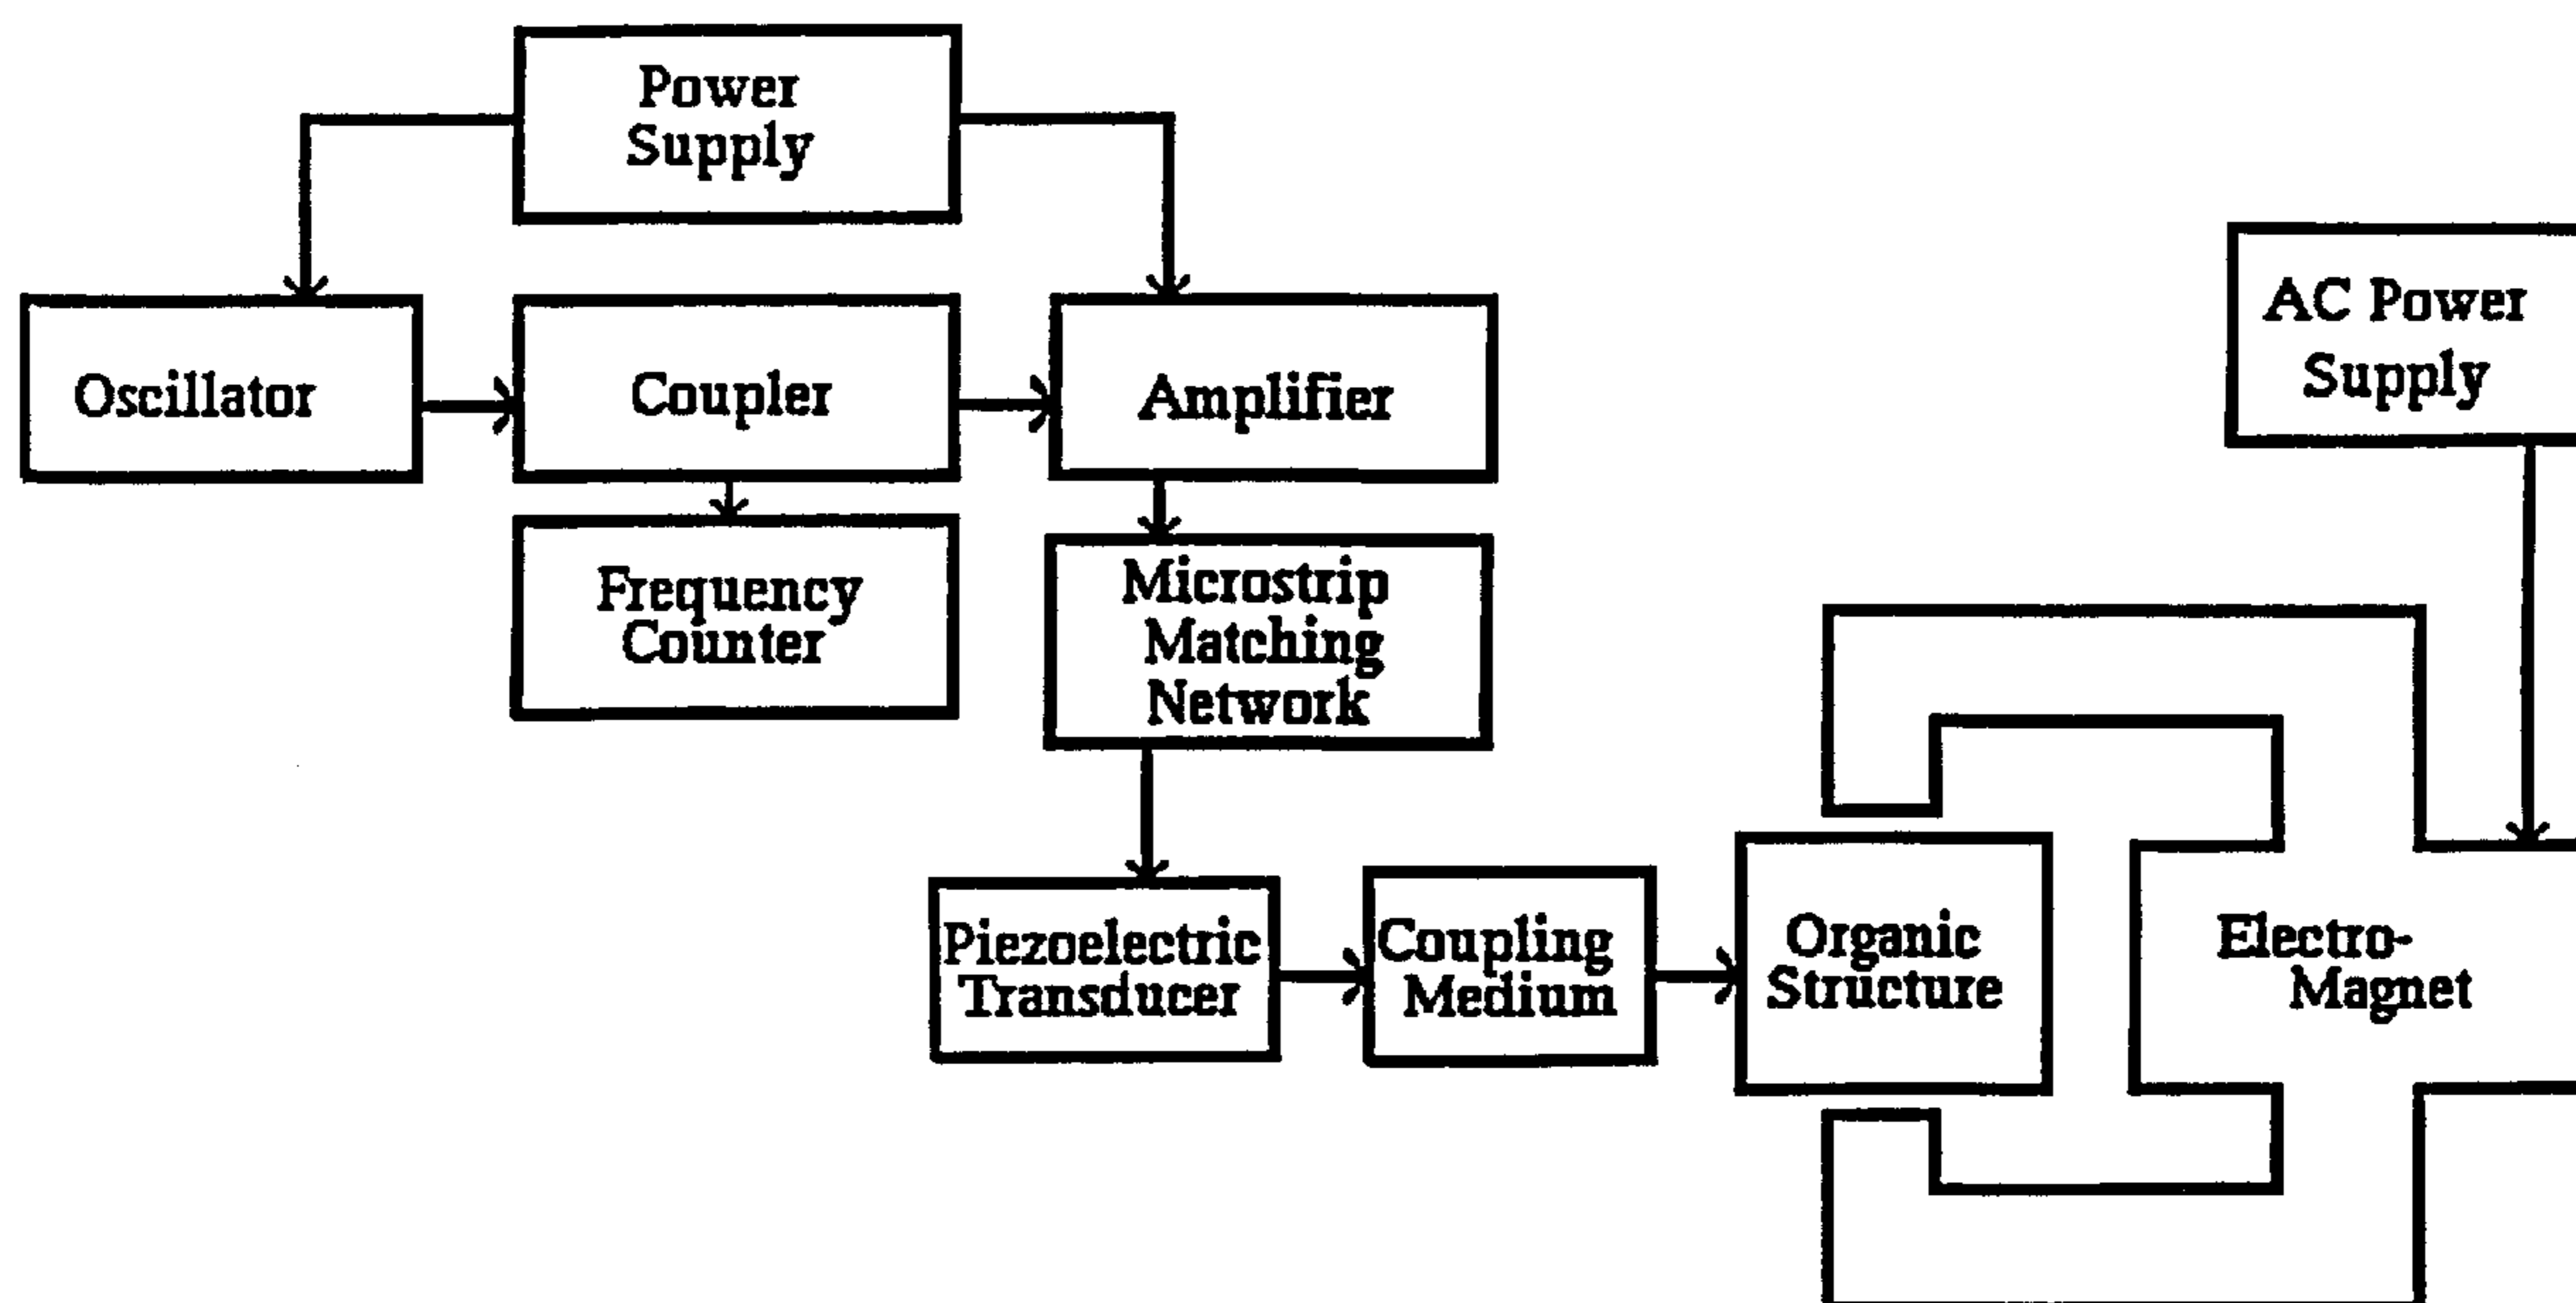 Power
Supply
Oscillator
Coupler
Amplifier
AC Power
Supply
Frequency
Counter
Microstrip
Matching
Network
Piezoelectric
Transducer
Coupling
Medium
Organic
Structure
Electro-
Magnet